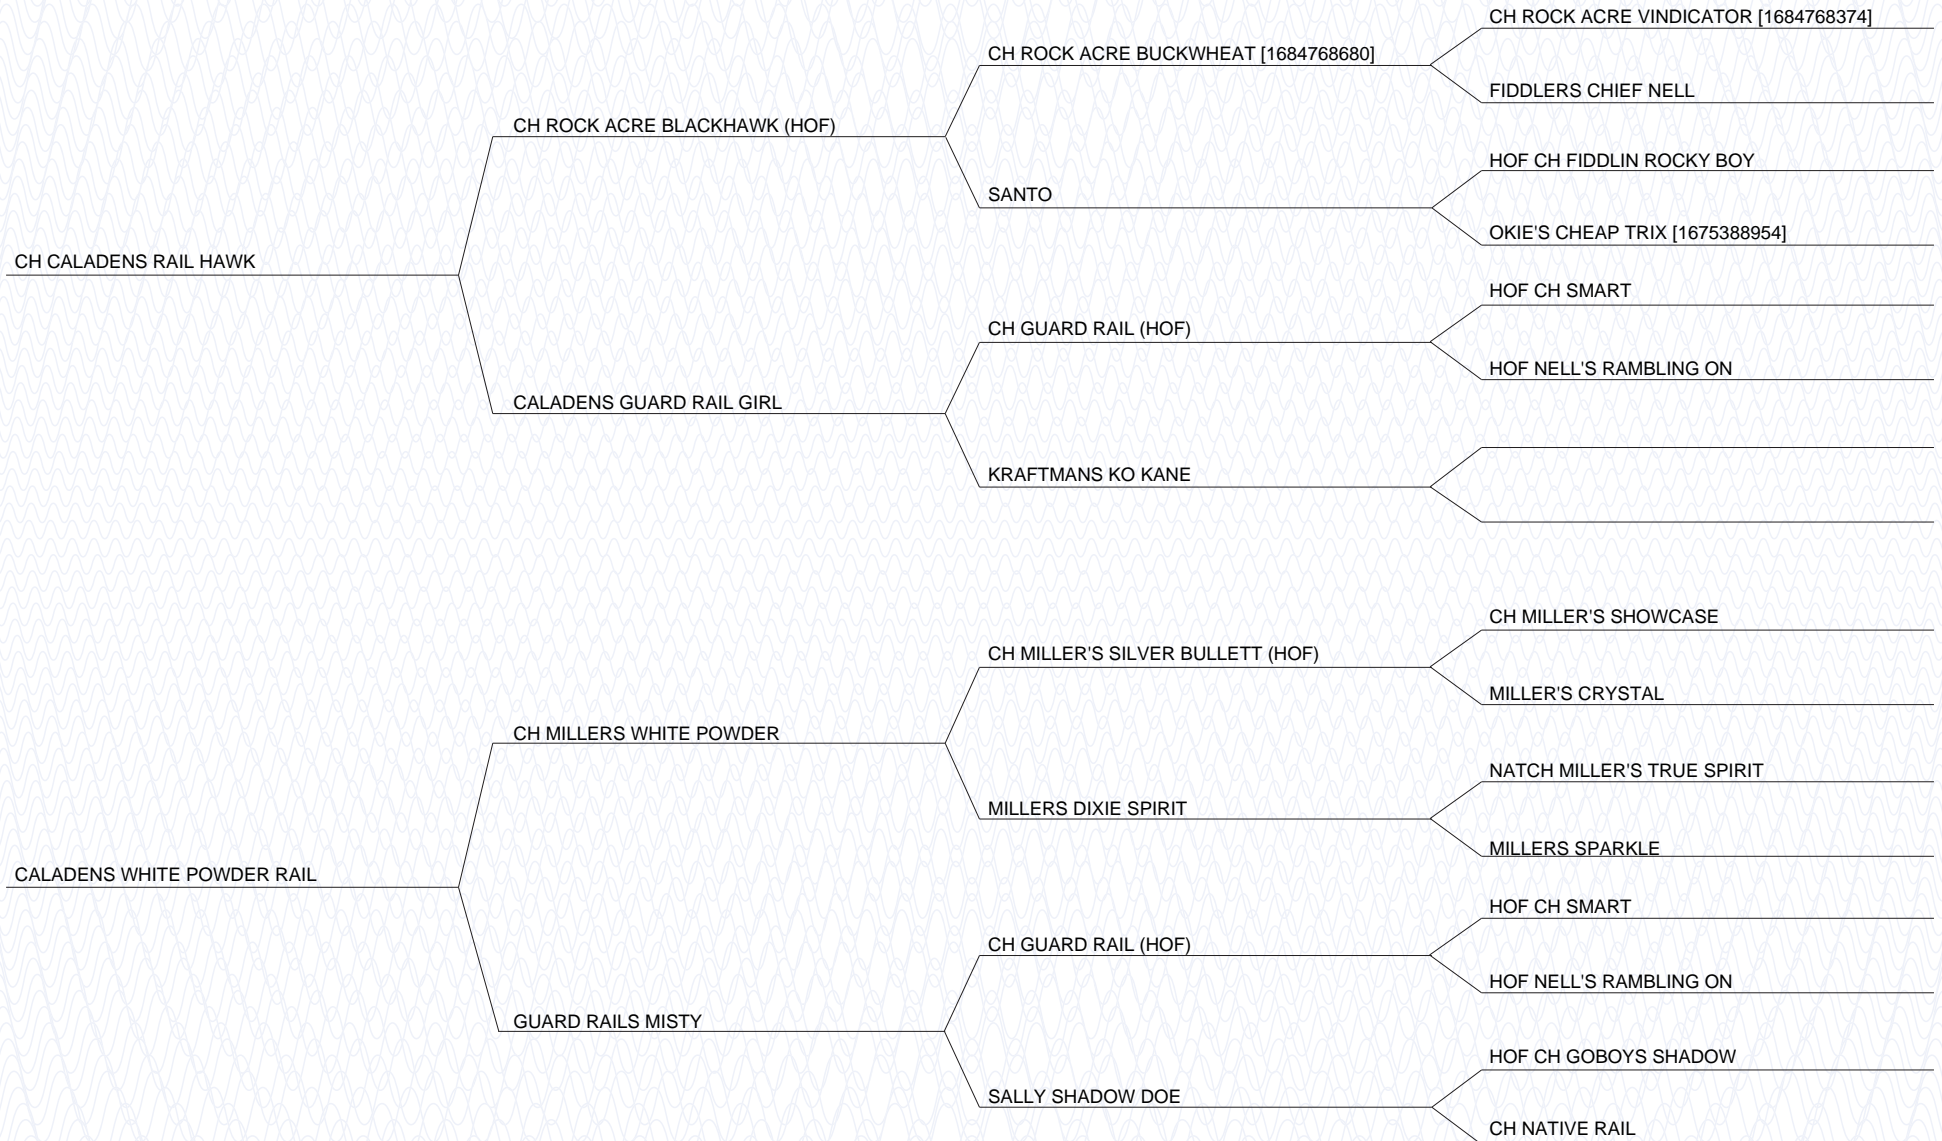 CH ROCK ACRE VINDICATOR [1684768374]
CH ROCK ACRE BUCKWHEAT [1684768680]
FIDDLERS CHIEF NELL
CH ROCK ACRE BLACKHAWK (HOF)
HOF CH FIDDLIN ROCKY BOY
SANTO
OKIE'S CHEAP TRIX [1675388954]
CH CALADENS RAIL HAWK
HOF CH SMART
CH GUARD RAIL (HOF)
HOF NELL'S RAMBLING ON
CALADENS GUARD RAIL GIRL
KRAFTMANS KO KANE
CH MILLER'S SHOWCASE
CH MILLER'S SILVER BULLETT (HOF)
MILLER'S CRYSTAL
CH MILLERS WHITE POWDER
NATCH MILLER'S TRUE SPIRIT
MILLERS DIXIE SPIRIT
MILLERS SPARKLE
CALADENS WHITE POWDER RAIL
HOF CH SMART
CH GUARD RAIL (HOF)
HOF NELL'S RAMBLING ON
GUARD RAILS MISTY
HOF CH GOBOYS SHADOW
SALLY SHADOW DOE
CH NATIVE RAIL